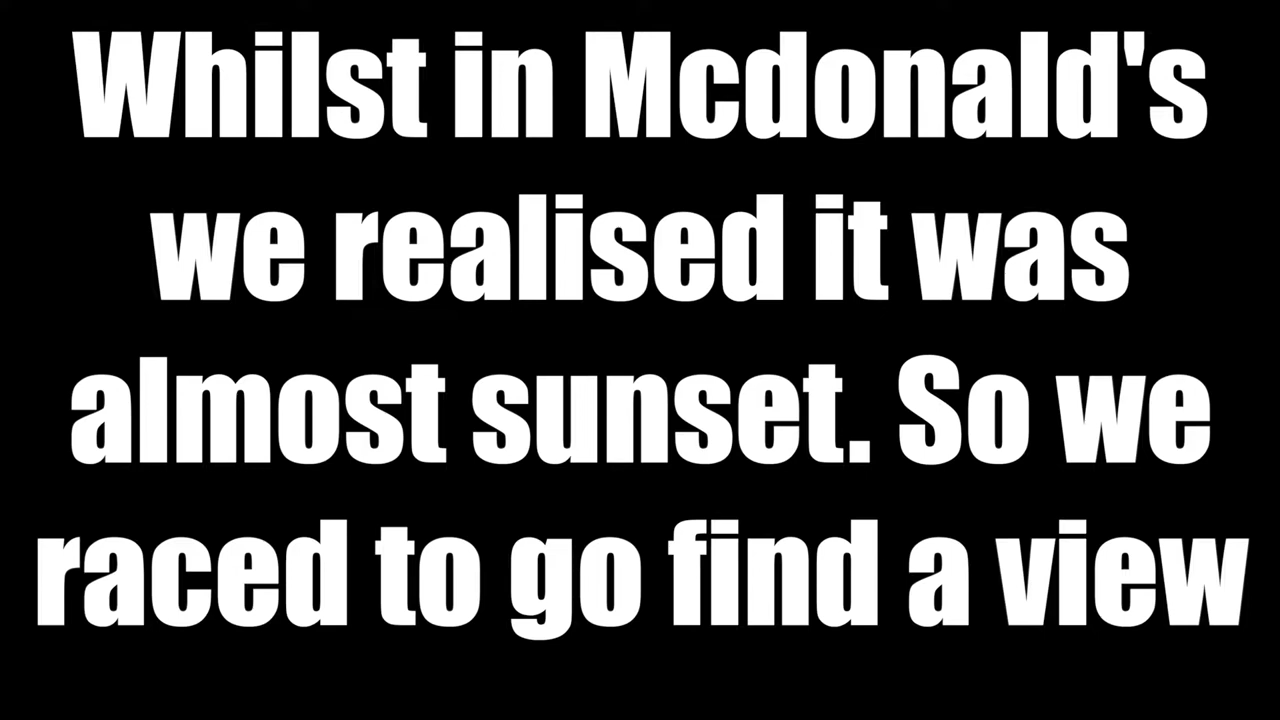 Whilst in Mcdonald's
we realised it was
almost sunset. So we
raced to go find a view